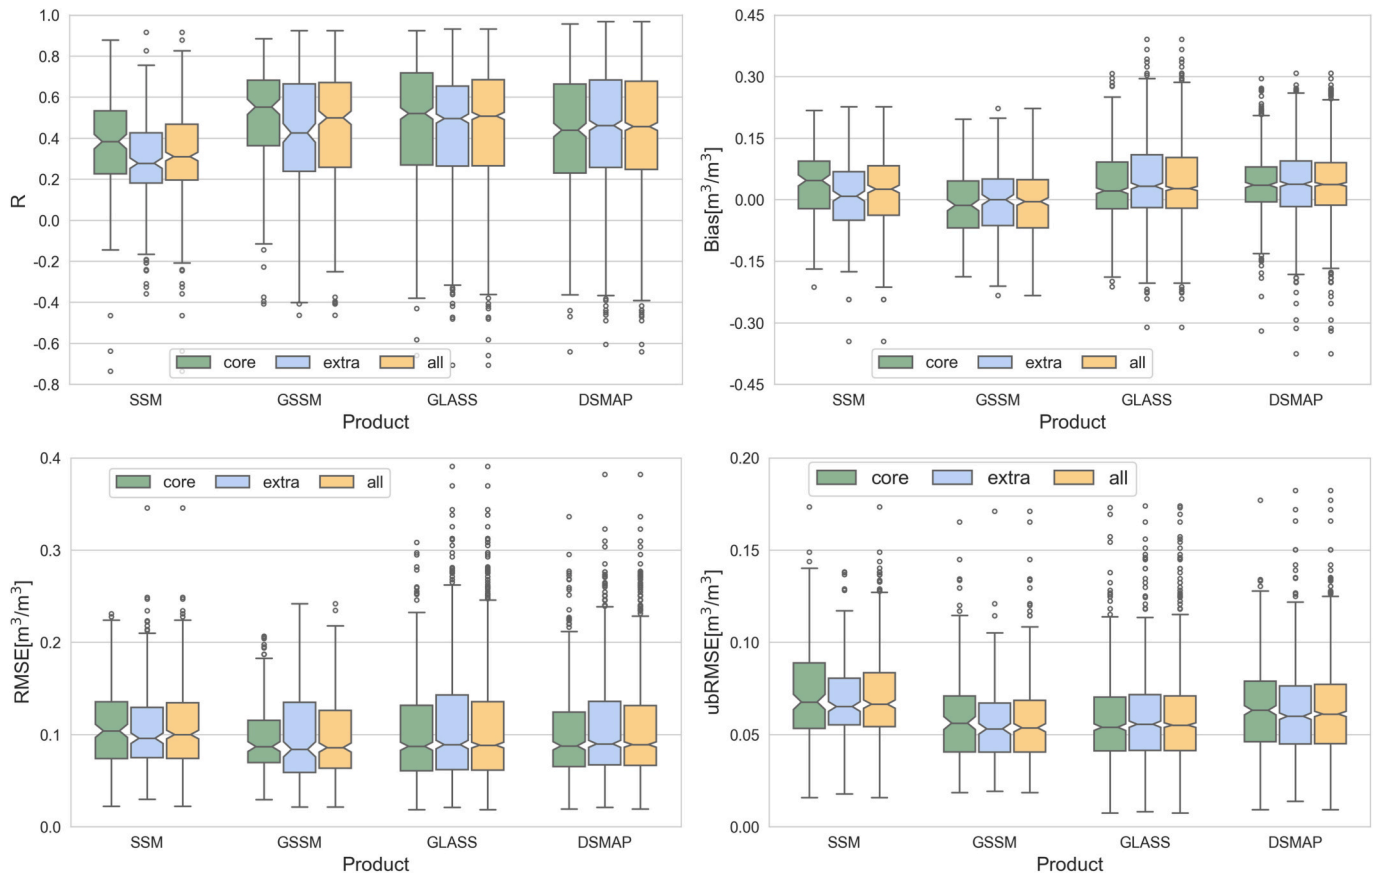 1.0
0.8
0.6
0.4
0.2
0.0
-0.2
-0.4
-0.6
-0.8
R
core extra all
SSM GSSM GLASS DSMAP
Product
0.45
0.30
0.15
0.00
-0.15
-0.30
-0.45
Bias[m³/m³]
core extra all
SSM GSSM GLASS DSMAP
Product
0.4
0.3
0.2
0.1
0.0
RMSE[m³/m³]
core extra all
SSM GSSM GLASS DSMAP
Product
0.20
0.15
0.10
0.05
0.00
ubRMSE[m³/m³]
core extra all
SSM GSSM GLASS DSMAP
Product